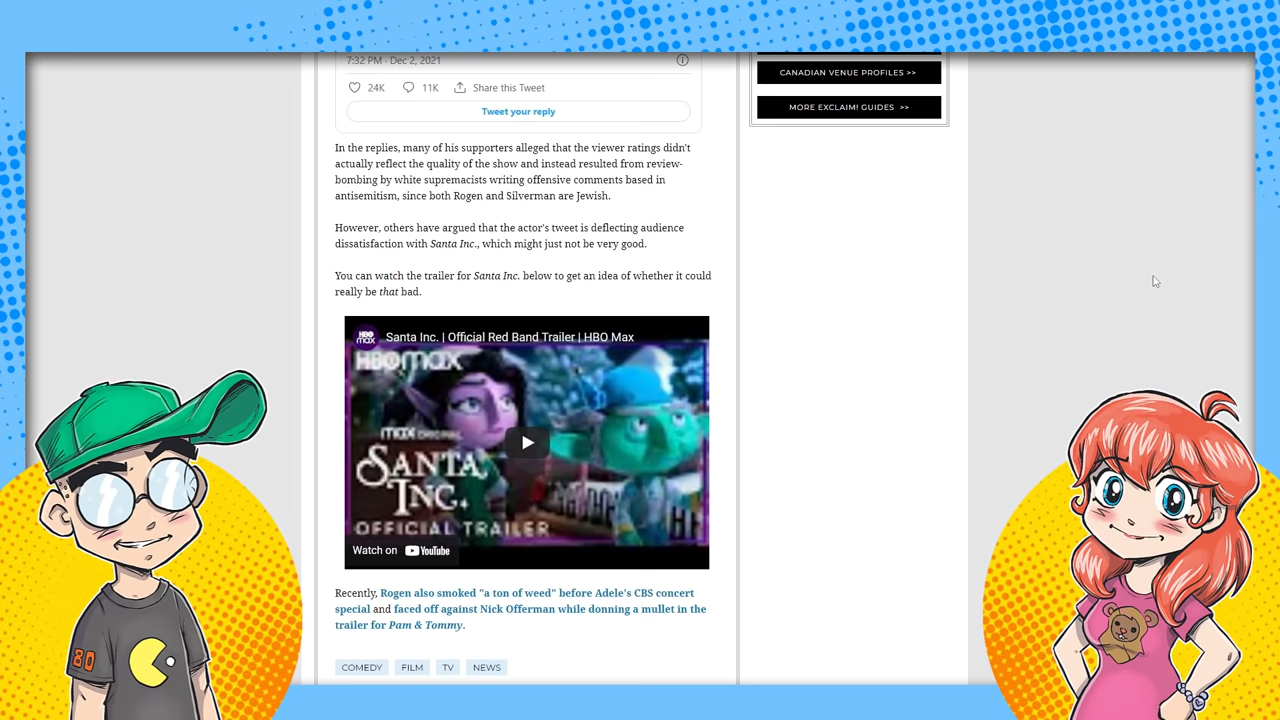 7:32 PM · Dec 2, 2021
24K 11K Share this Tweet
Tweet your reply
CANADIAN VENUE PROFILES >>
MORE EXCLAIM! GUIDES >>
In the replies, many of his supporters alleged that the viewer ratings didn't
actually reflect the quality of the show and instead resulted from review-
bombing by white supremacists writing offensive comments based in
antisemitism, since both Rogen and Silverman are Jewish.
However, others have argued that the actor's tweet is deflecting audience
dissatisfaction with Santa Inc., which might just not be very good.
You can watch the trailer for Santa Inc. below to get an idea of whether it could
really be that bad.
HBO max Santa Inc. | Official Red Band Trailer | HBO Max
HBOMAX
max ORIGINAL
SANTA,
INC.
OFFICIAL TRAILER
Watch on YouTube
Recently, Rogen also smoked "a ton of weed" before Adele's CBS concert
special and faced off against Nick Offerman while donning a mullet in the
trailer for Pam & Tommy.
COMEDY FILM TV NEWS
80